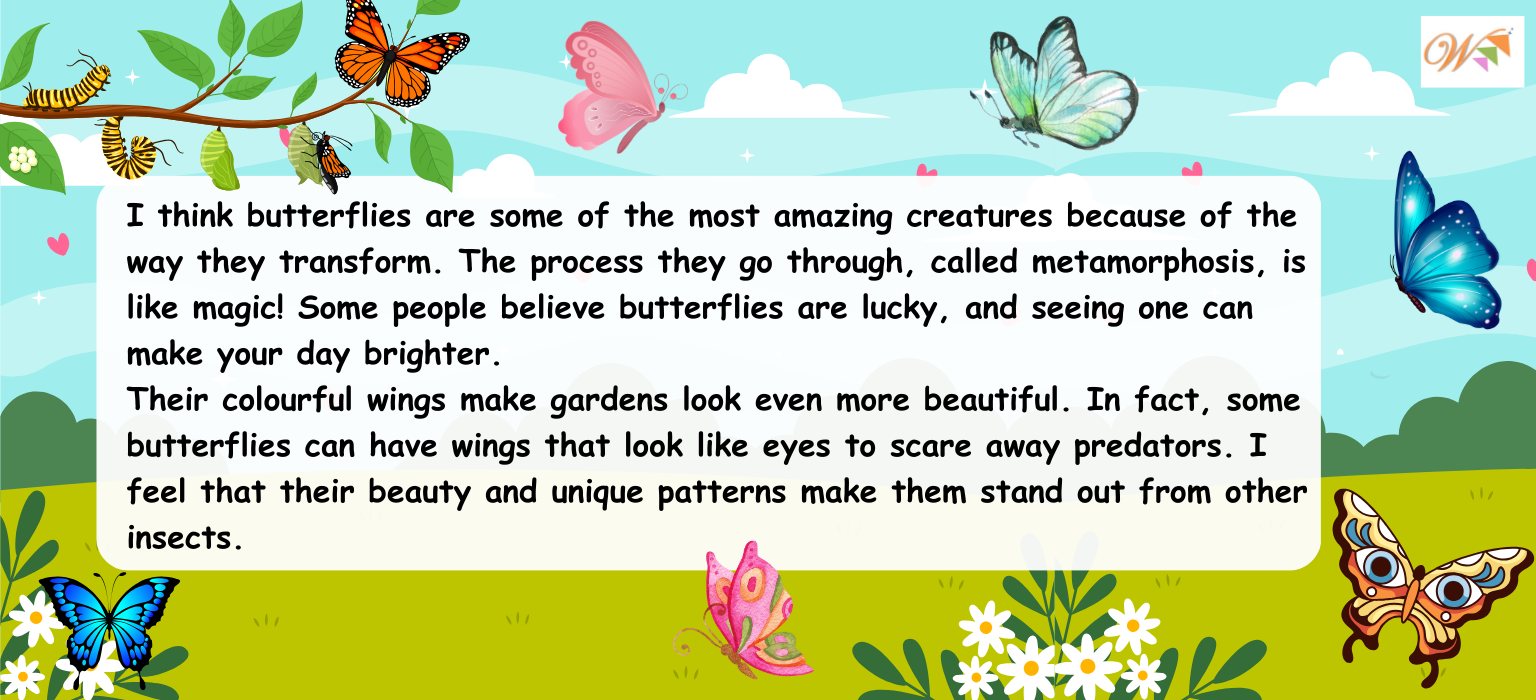 W
I think butterflies are some of the most amazing creatures because of the
way they transform. The process they go through, called metamorphosis, is
like magic! Some people believe butterflies are lucky, and seeing one can
make your day brighter.
Their colourful wings make gardens look even more beautiful. In fact, some
butterflies can have wings that look like eyes to scare away predators. I
feel that their beauty and unique patterns make them stand out from other
insects.